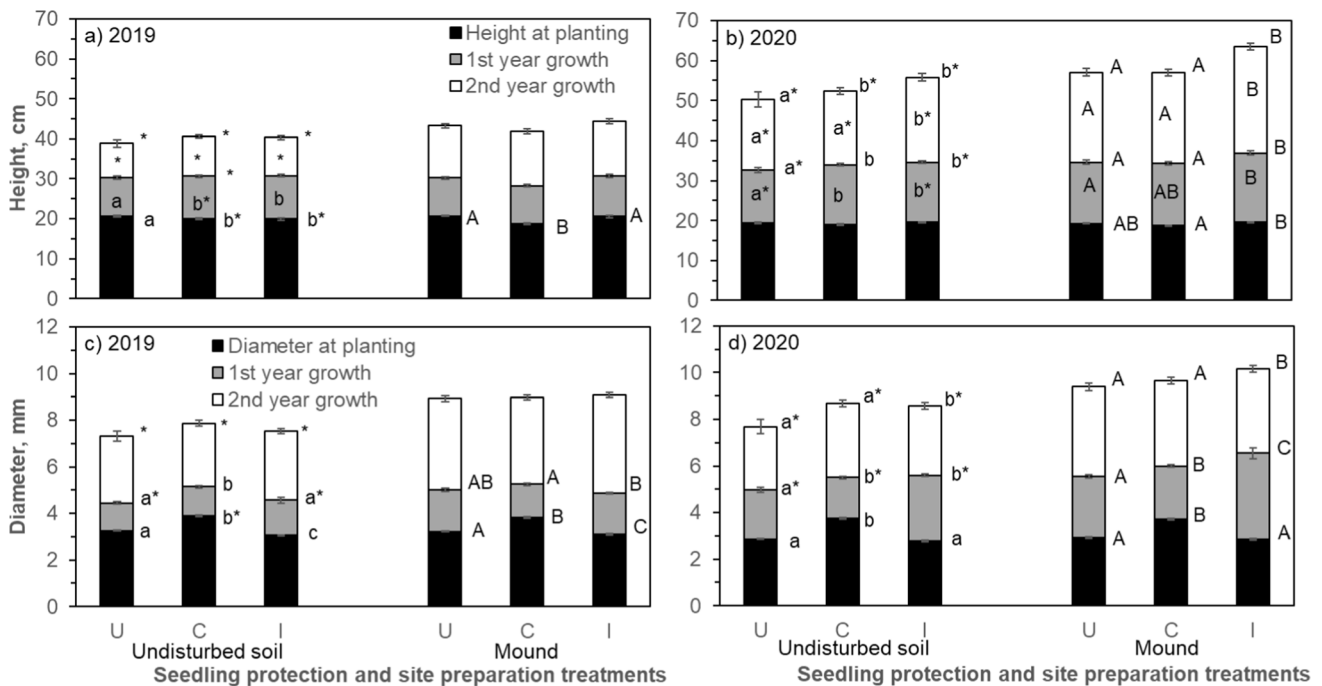 a) 2019
Height at planting
1st year growth
2nd year growth
Height, cm
70
60
50
40
30
20
10
0
* * *
* * *
*
a b* b
a b* b*
A B A
b) 2020
70
60
50
40
30
20
10
0
a* b* b* A A B
a* a* b* A A B
a* b b* A A B
a* b b* A AB B
AB A B
c) 2019
Diameter at planting
1st year growth
2nd year growth
Diameter, mm
12
10
8
6
4
2
0
* * *
a* b a* AB A B
a b* c A B C
U C I U C I
Undisturbed soil Mound
Seedling protection and site preparation treatments
d) 2020
12
10
8
6
4
2
0
a* a* b* A A B
a* b* b* A B C
a b a A B A
U C I U C I
Undisturbed soil Mound
Seedling protection and site preparation treatments